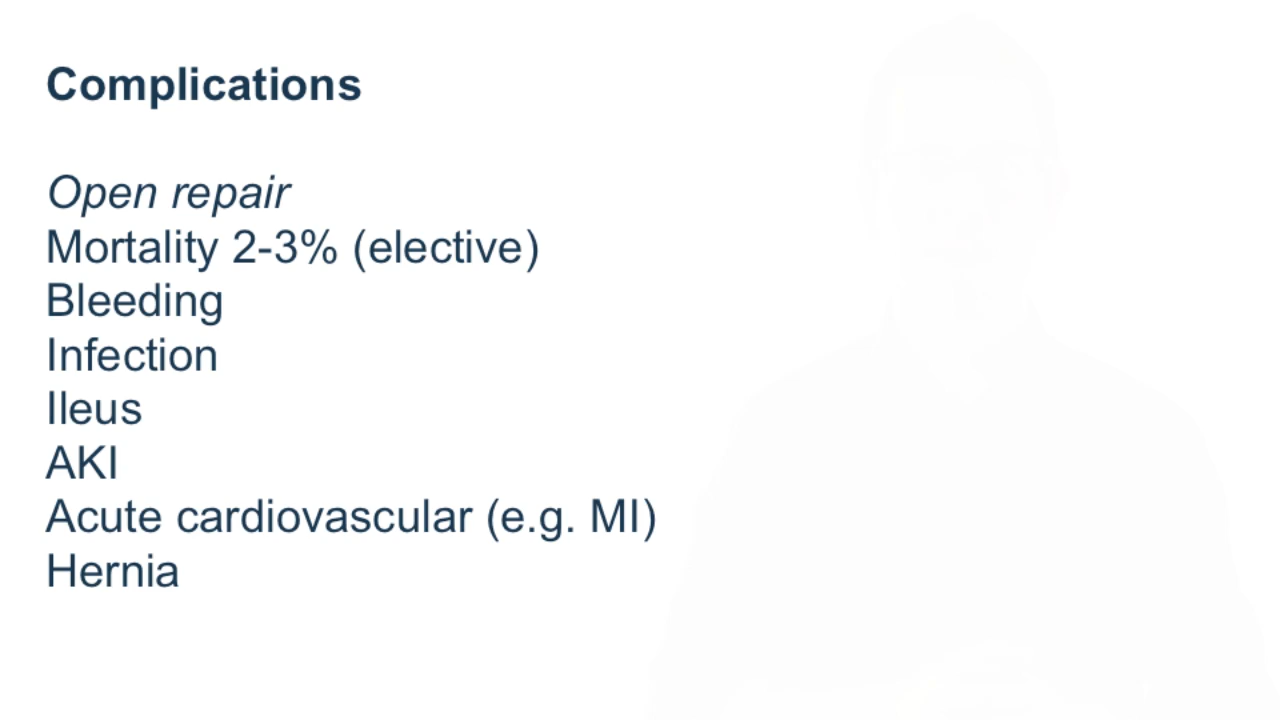 Complications
Open repair
Mortality 2-3% (elective)
Bleeding
Infection
Ileus
AKI
Acute cardiovascular (e.g. MI)
Hernia